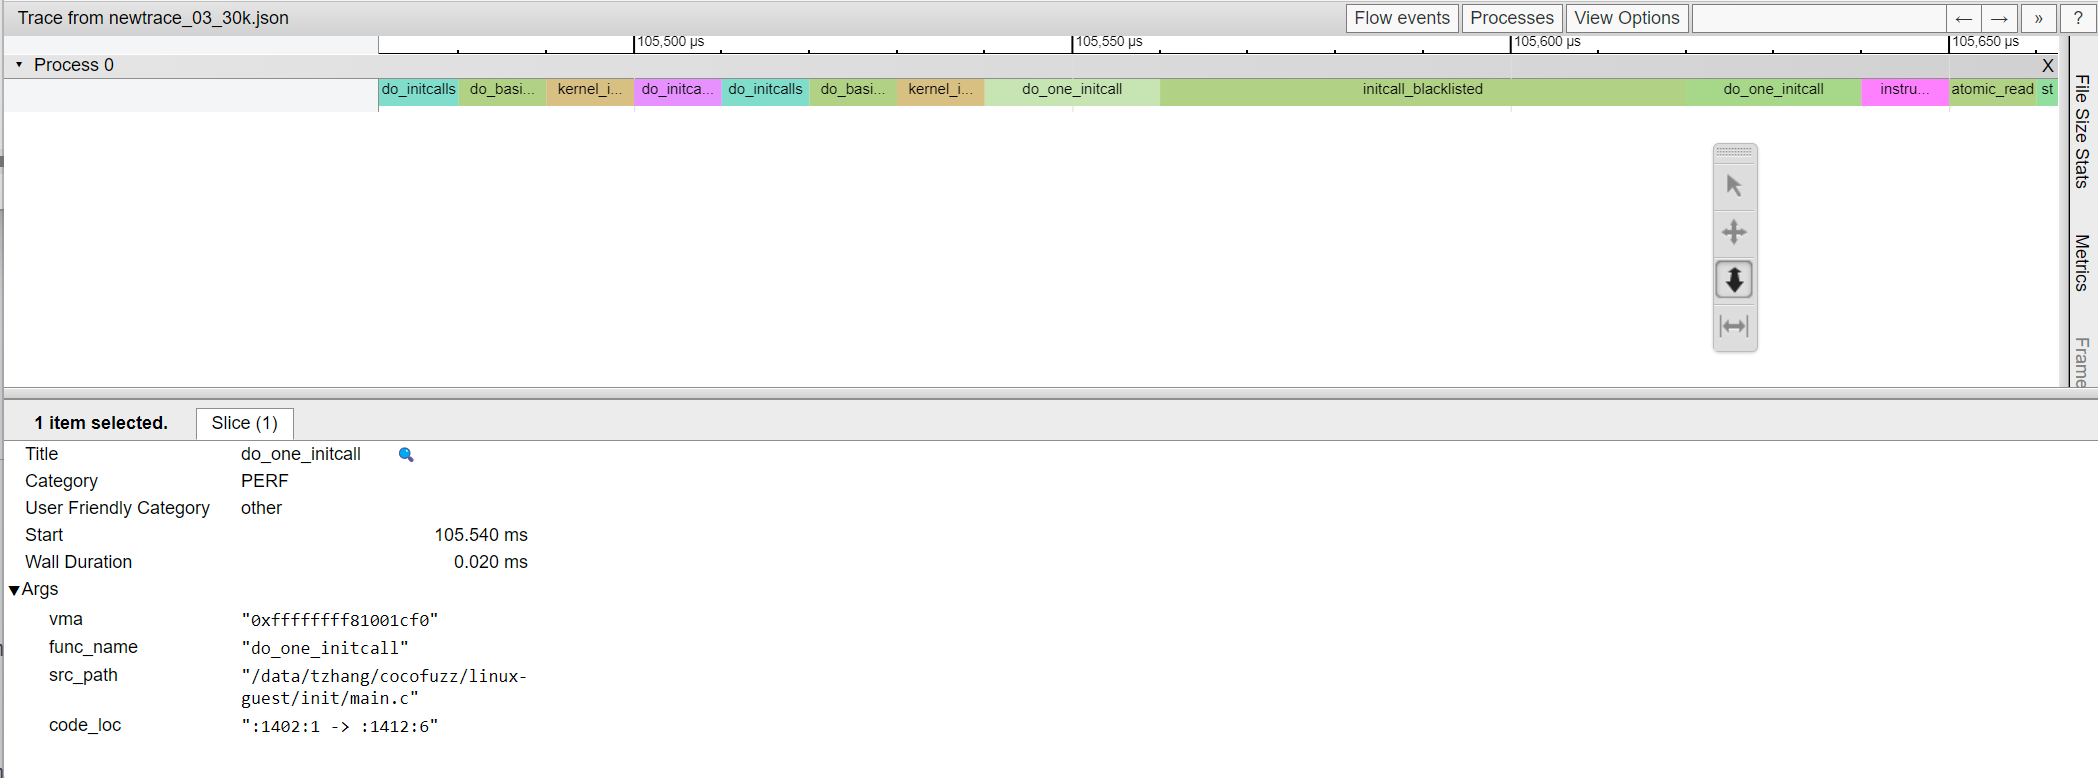 Trace from newtrace_03_30k.json
Flow events Processes View Options ← → » ?
105,500 µs 105,550 µs 105,600 µs 105,650 µs
▾ Process 0 X
do_initcalls do_basi... kernel_i... do_initca... do_initcalls do_basi... kernel_i... do_one_initcall initcall_blacklisted do_one_initcall instru... atomic_read st
File Size Stats
Metrics
Frame
1 item selected. Slice (1)
Title do_one_initcall
Category PERF
User Friendly Category other
Start 105.540 ms
Wall Duration 0.020 ms
▼Args
vma "0xffffffff81001cf0"
func_name "do_one_initcall"
src_path "/data/tzhang/cocofuzz/linux-
guest/init/main.c"
code_loc ":1402:1 -> :1412:6"